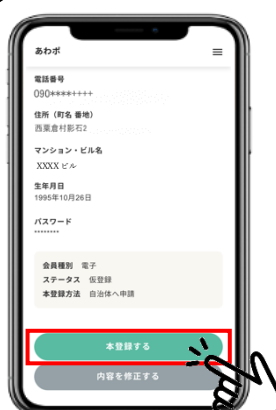 あわポ
電話番号
090****++++
住所（町名 番地）
西粟倉村影石2
マンション・ビル名
XXXX ビル
生年月日
1995年10月26日
パスワード
********
会員種別 電子
ステータス 仮登録
本登録方法 自治体へ申請
本登録する
内容を修正する